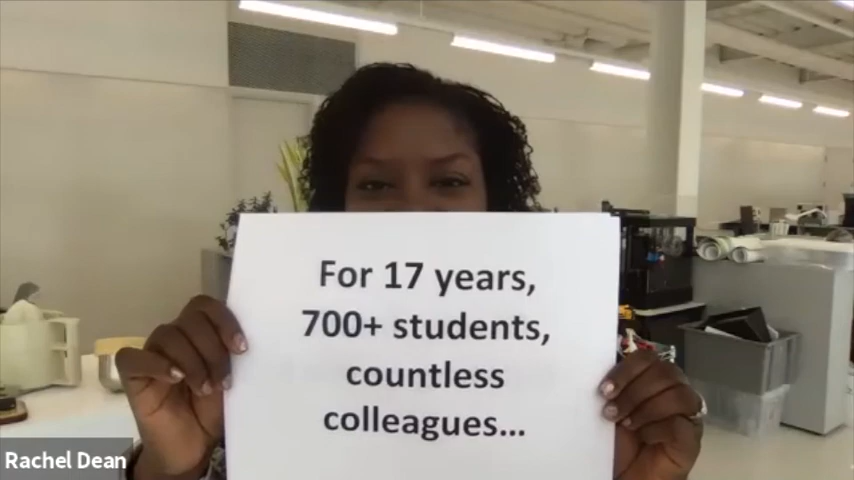 For 17 years,
700+ students,
countless
colleagues...
Rachel Dean